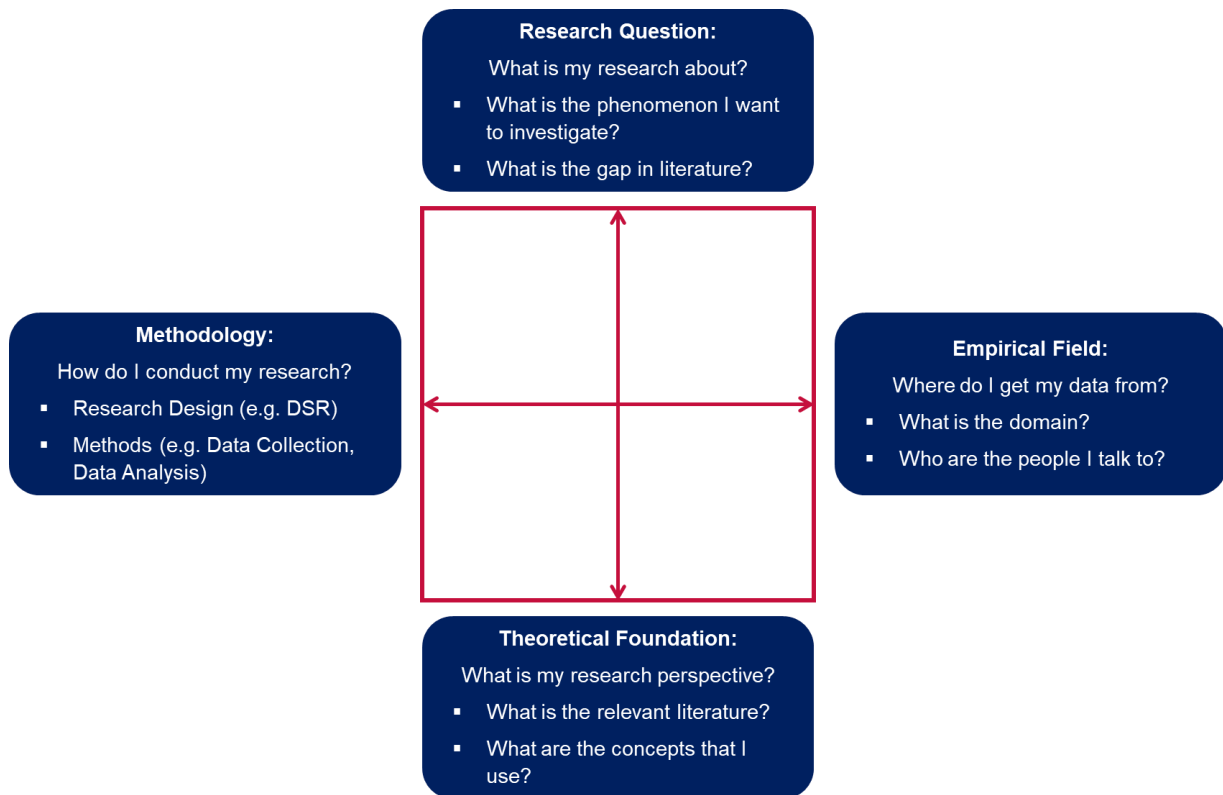 Research Question:
What is my research about?
▪ What is the phenomenon I want
to investigate?
▪ What is the gap in literature?
Methodology:
How do I conduct my research?
▪ Research Design (e.g. DSR)
▪ Methods (e.g. Data Collection,
Data Analysis)
Empirical Field:
Where do I get my data from?
▪ What is the domain?
▪ Who are the people I talk to?
Theoretical Foundation:
What is my research perspective?
▪ What is the relevant literature?
▪ What are the concepts that I
use?